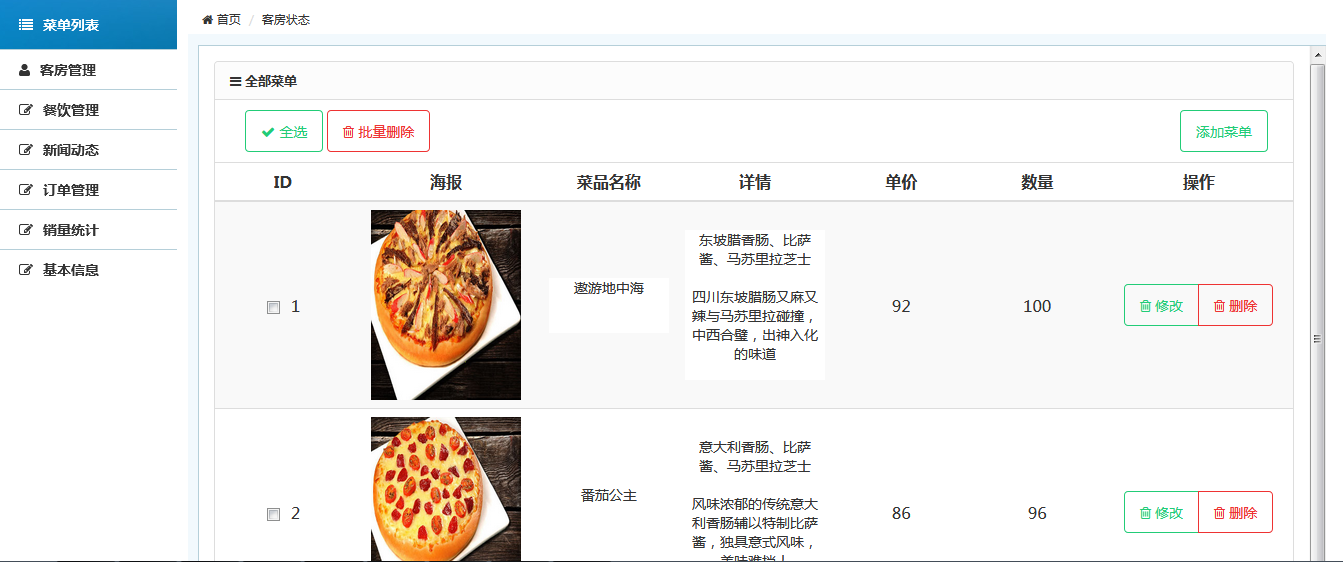 菜单列表
客房管理
餐饮管理
新闻动态
订单管理
销量统计
基本信息
首页 / 客房状态
全部菜单
全选 批量删除 添加菜单
ID 海报 菜品名称 详情 单价 数量 操作
1
遨游地中海
东坡腊香肠、比萨
酱、马苏里拉芝士
四川东坡腊肠又麻又
辣与马苏里拉碰撞，
中西合璧，出神入化
的味道
92 100 修改 删除
2
番茄公主
意大利香肠、比萨
酱、马苏里拉芝士
风味浓郁的传统意大
利香肠辅以特制比萨
酱，独具意式风味，
86 96 修改 删除